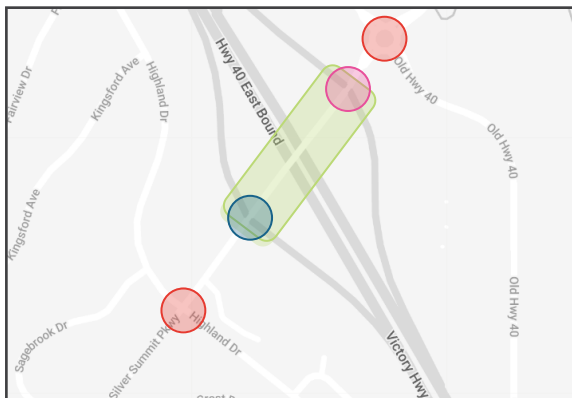 Fairview Dr
Kingsford Ave
Highland Dr
Hwy 40 East Bound
Old Hwy 40
Old Hwy 40
Kingsford Ave
Old Hwy 40
Sagebrook Dr
Silver Summit Pkwy
Highland Dr
Victory Hwy